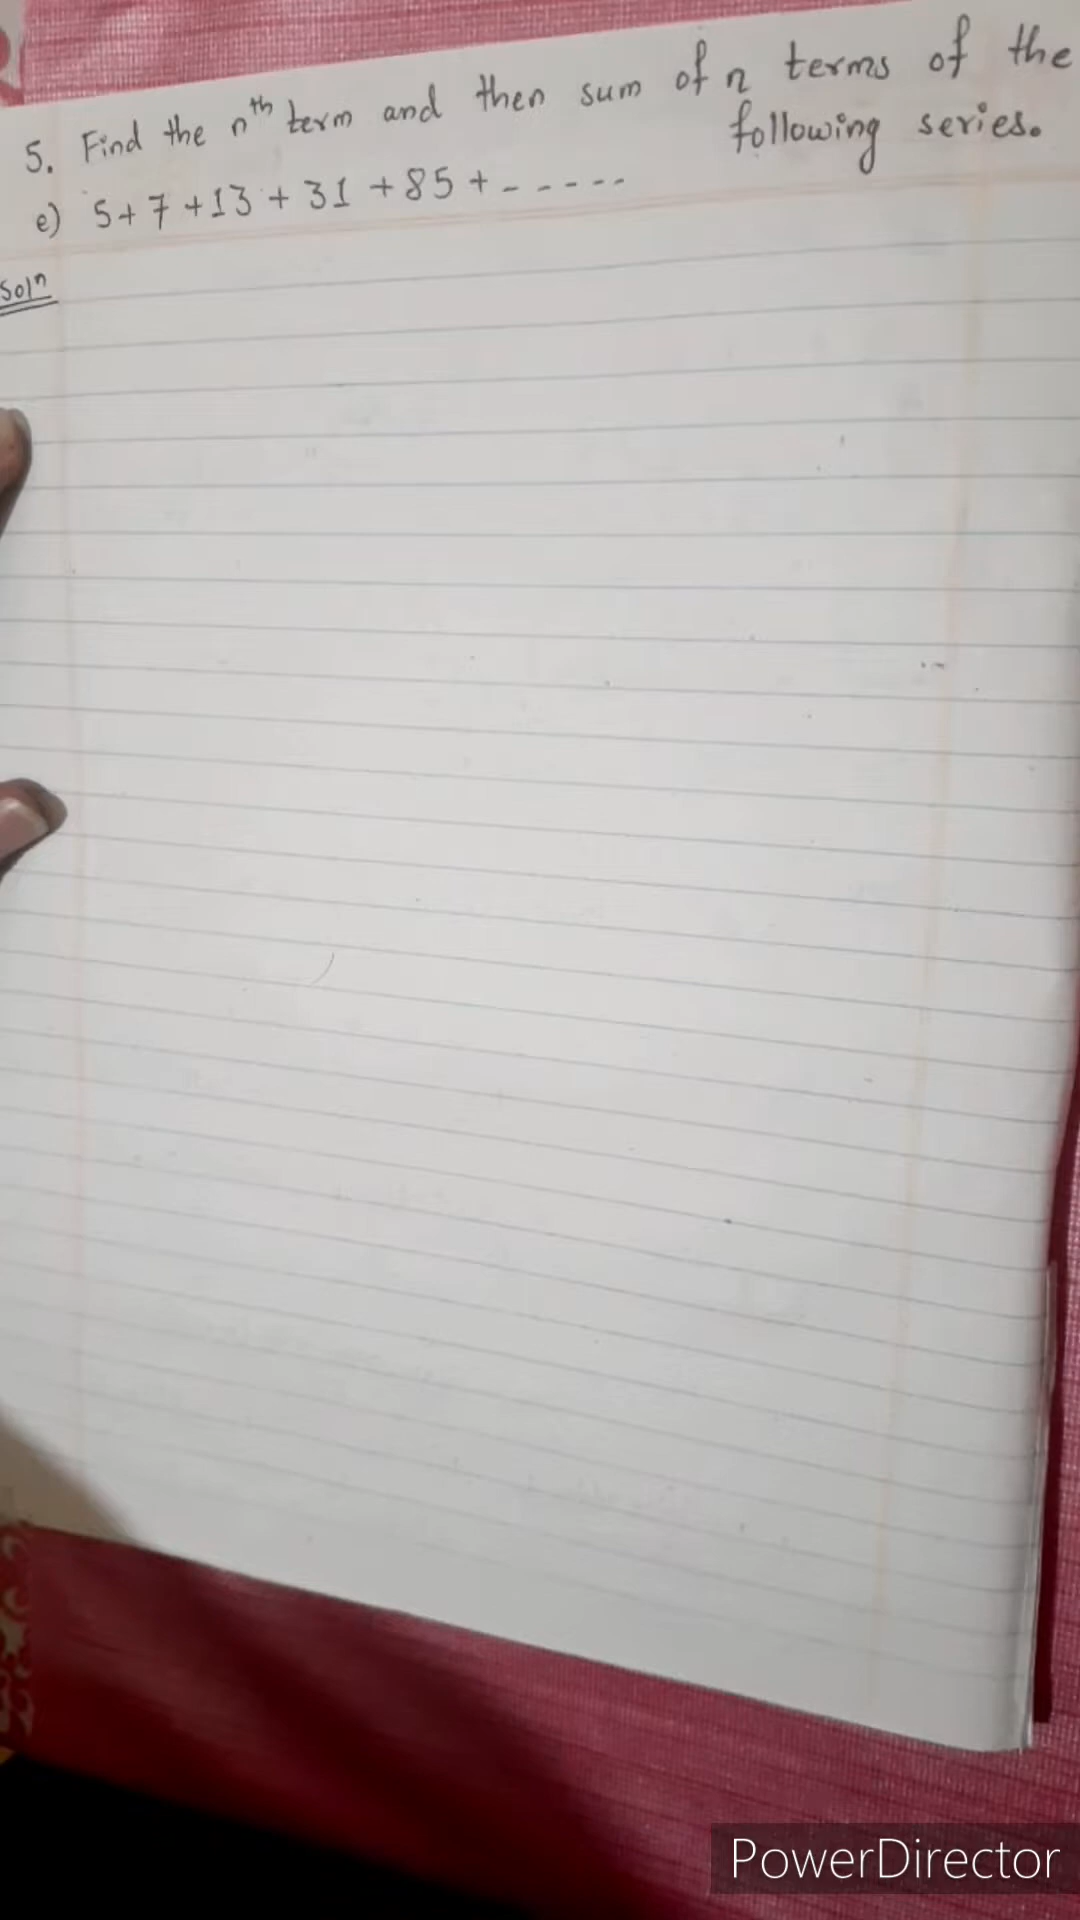 5. Find the nth term and then sum of n terms of the
following series.
e) 5+7+13+31+85+------
Soln
PowerDirector